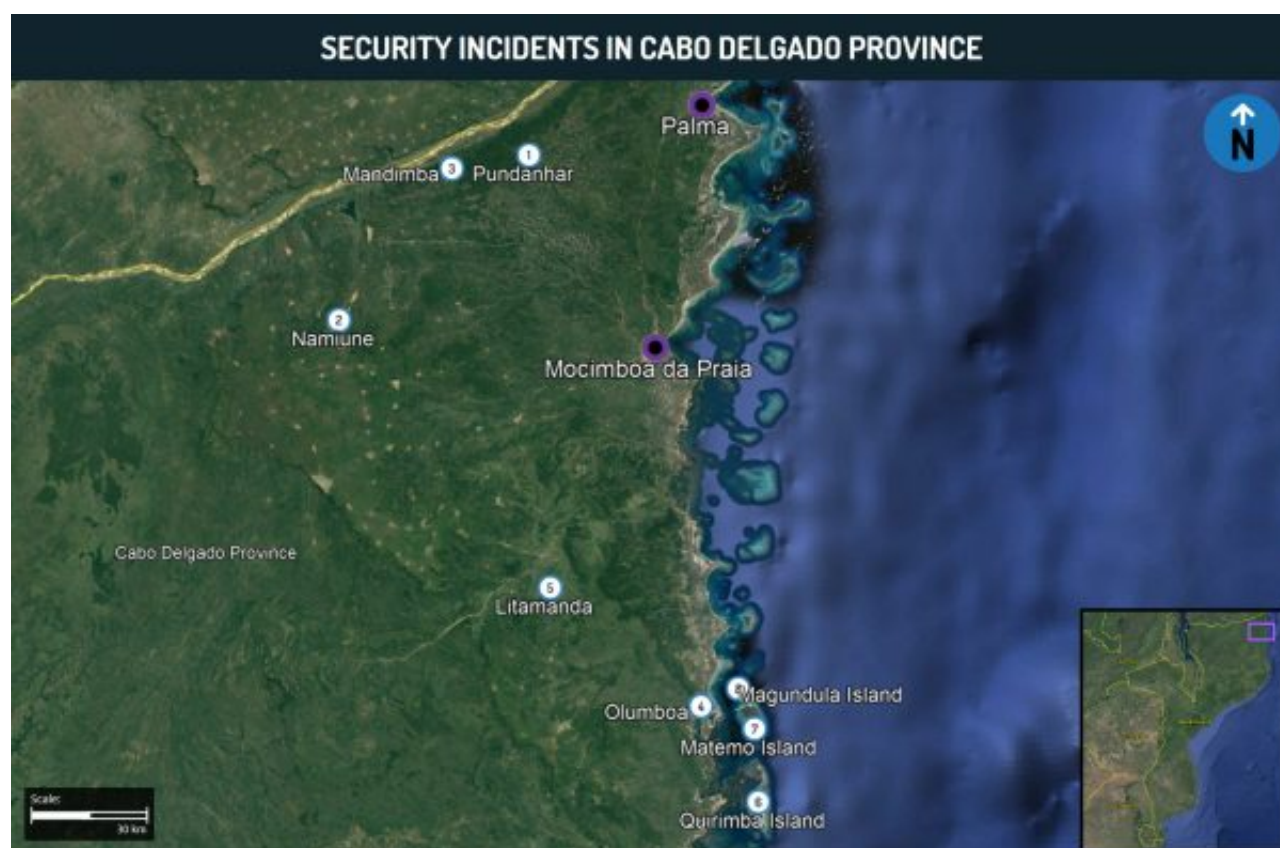 SECURITY INCIDENTS IN CABO DELGADO PROVINCE
N
Palma
1
Mandimba 3 Pundanhar
2
Namiune
Mocimboa da Praia
Cabo Delgado Province
5
Litamanda
Magundula Island
Olumboa 4
7
Matemo Island
6
Quirimba Island
Scale:
30 km